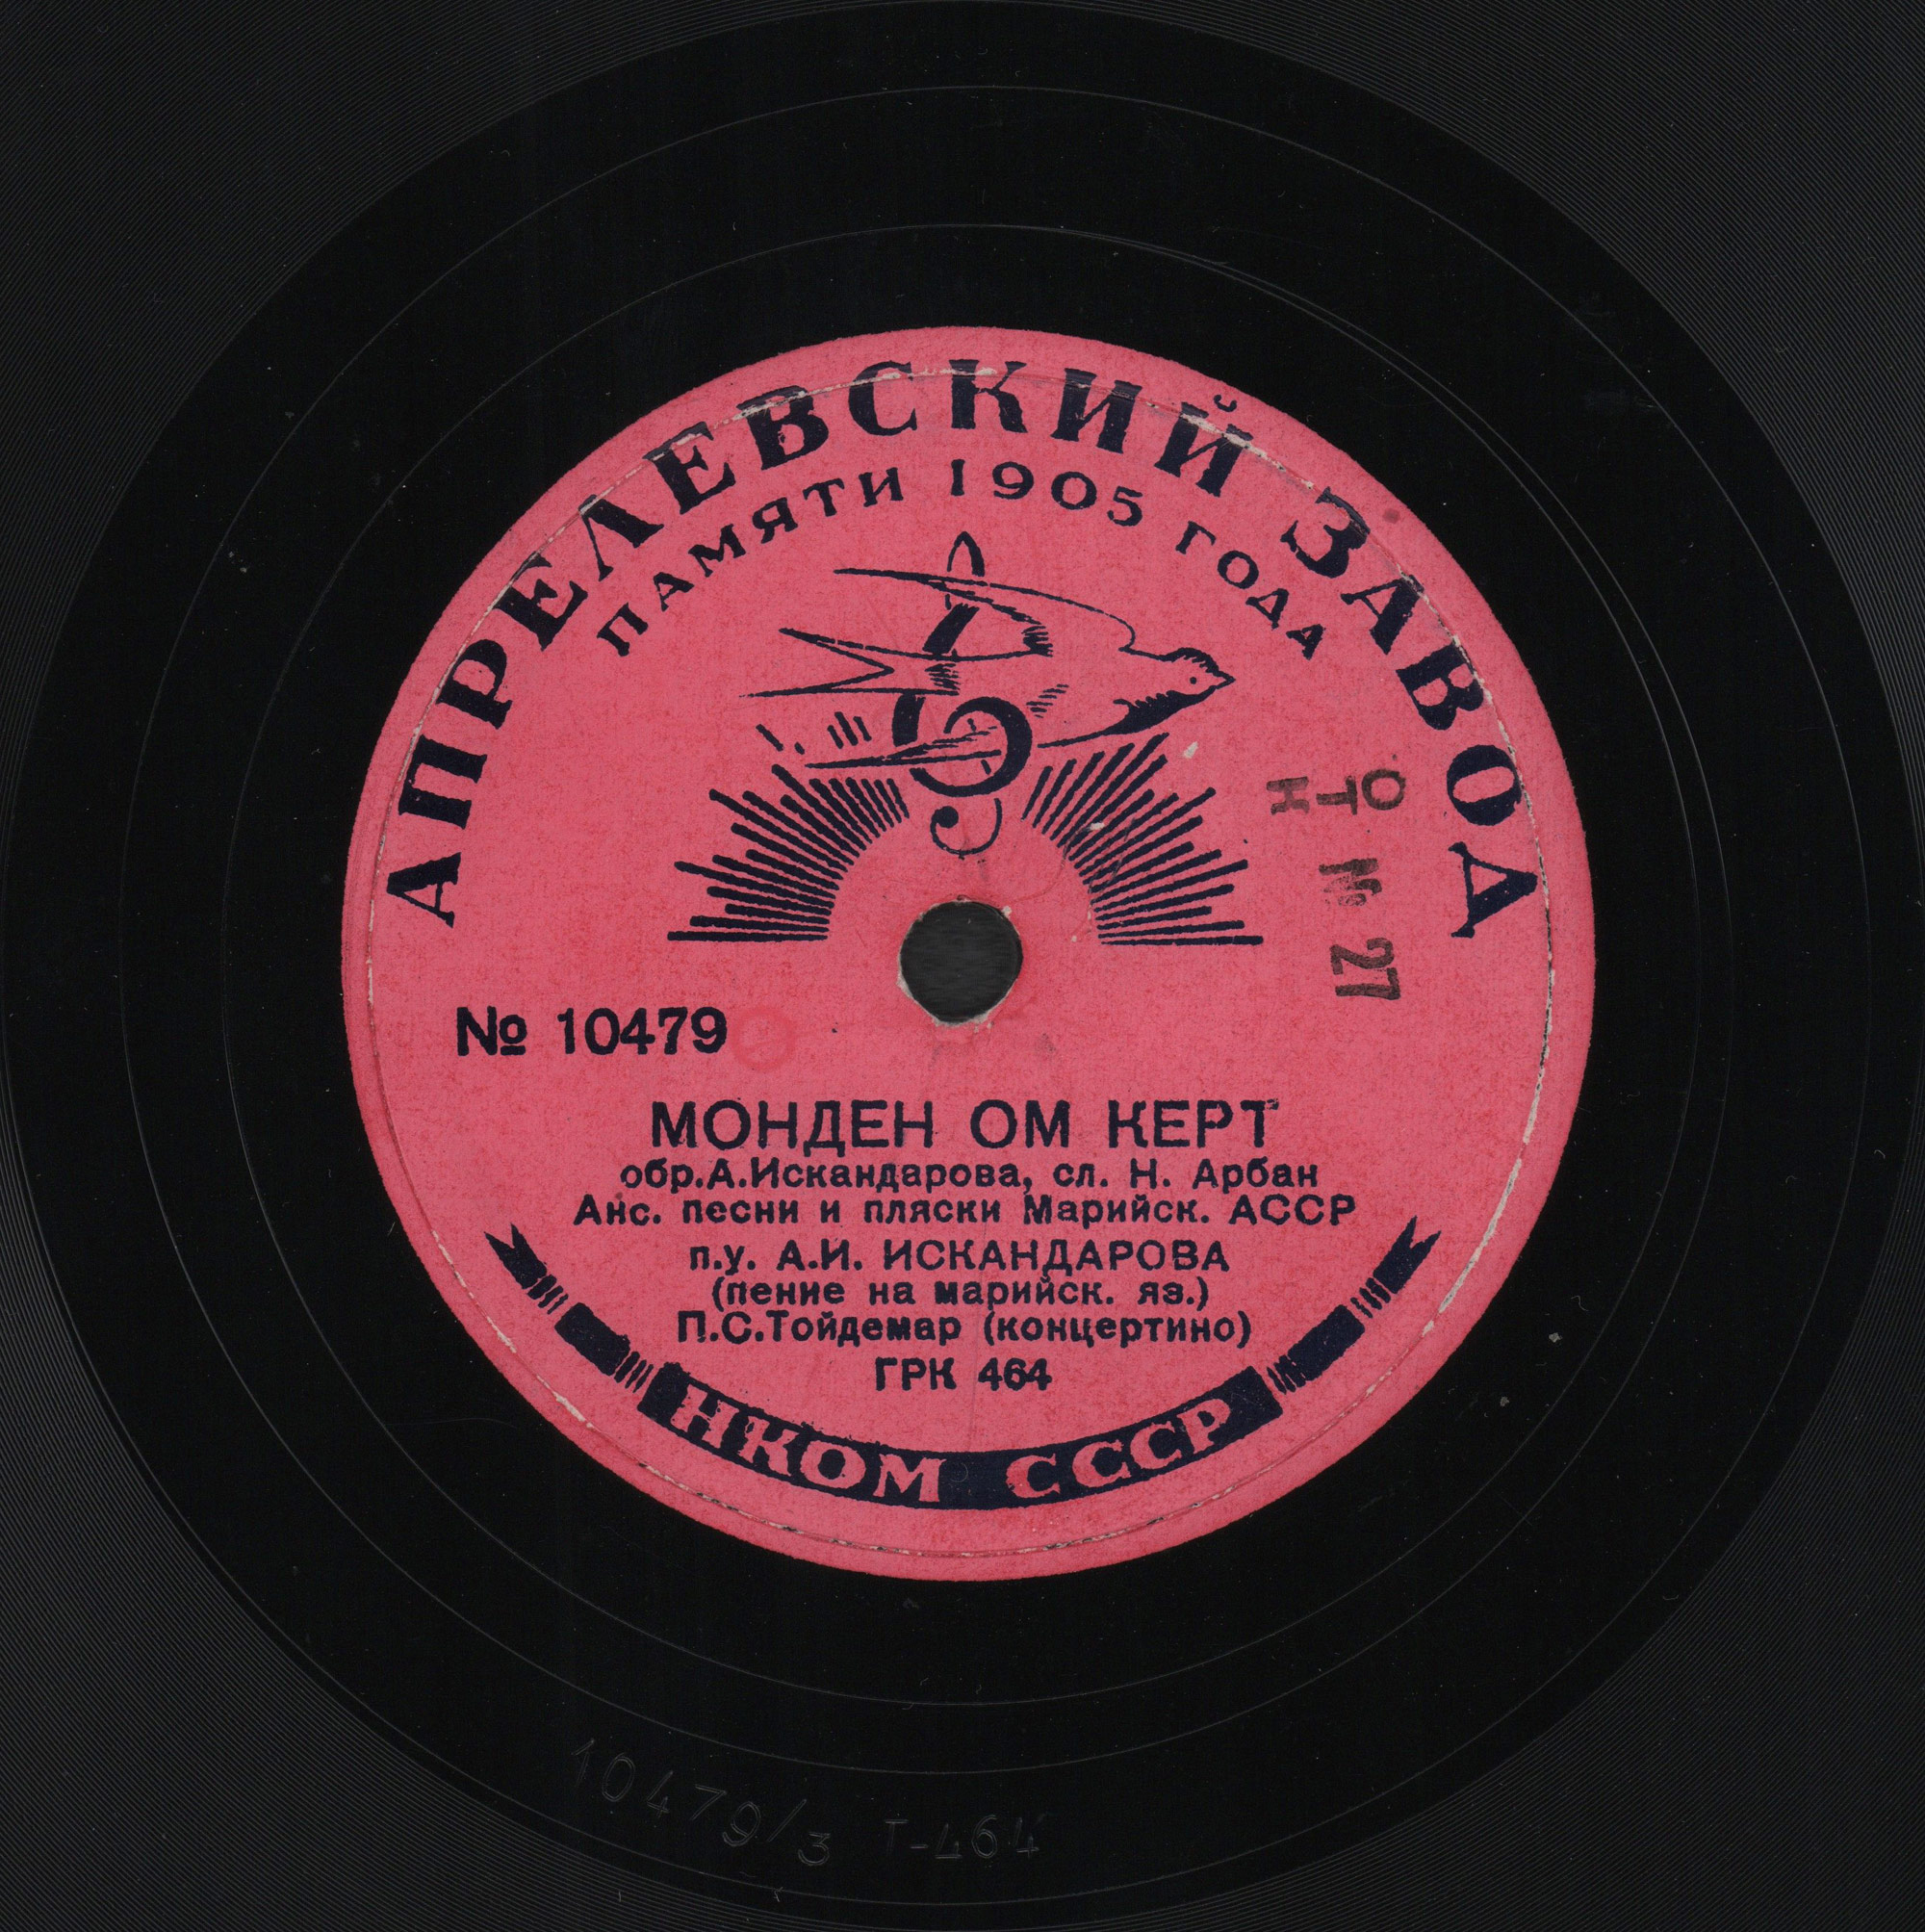 АПРЕЛЕВСКИЙ ЗАВОД
ПАМЯТИ 1905 ГОДА
ОТ
Н
№ 27
№ 10479
МОНДЕН ОМ КЕРТ
обр.А.Искандарова, сл. Н. Арбан
Анс. песни и пляски Марийск. АССР
п.у. А.И. ИСКАНДАРОВА
(пение на марийск. яз.)
П.С.Тойдемар (концертино)
ГРК 464
НКОМ СССР
10479/3 Т-464